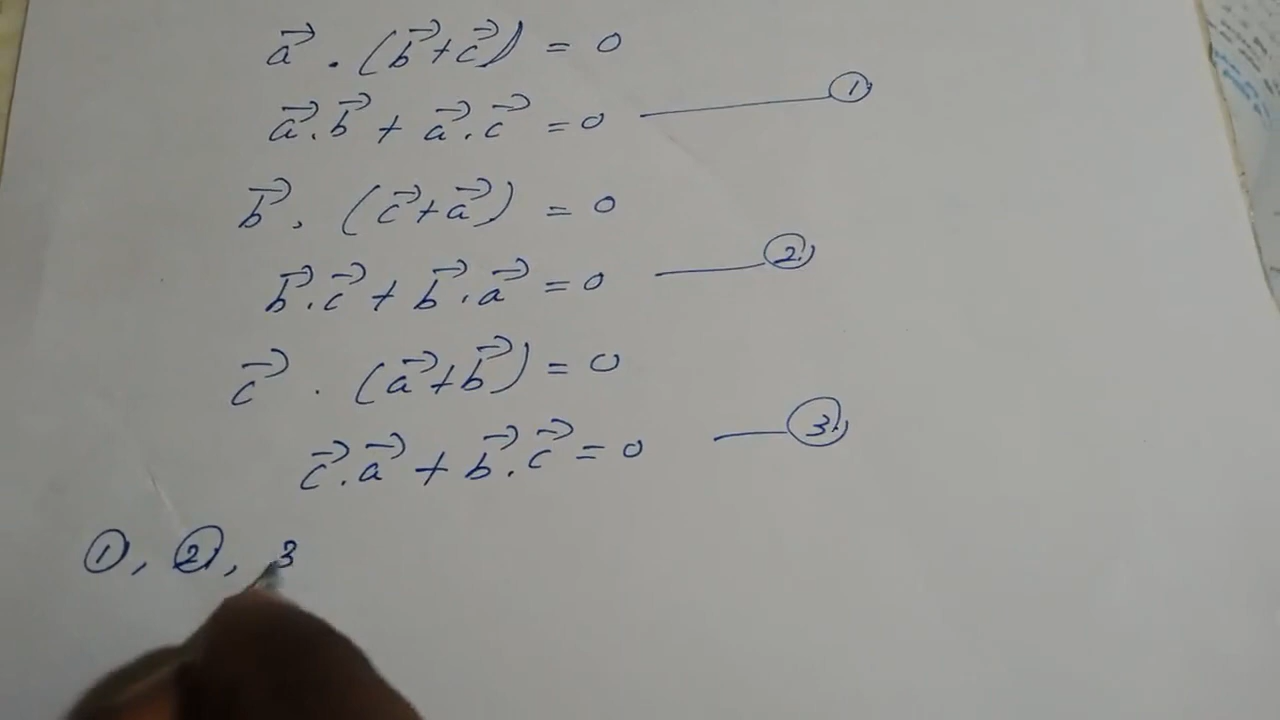 a⃗ . (b⃗ + c⃗) = 0
a⃗ . b⃗ + a⃗ . c⃗ = 0 —— ①
b⃗ . (c⃗ + a⃗) = 0
b⃗ . c⃗ + b⃗ . a⃗ = 0 —— ②
c⃗ . (a⃗ + b⃗) = 0
c⃗ . a⃗ + b⃗ . c⃗ = 0 —— ③
①, ②, 3